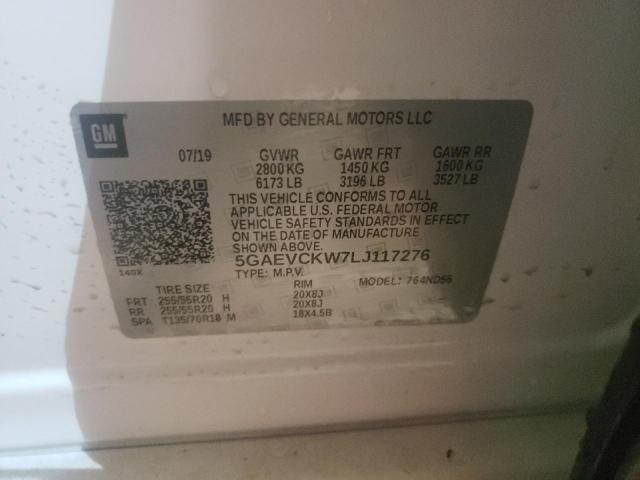 GM
MFD BY GENERAL MOTORS LLC
07/19 GVWR GAWR FRT GAWR RR
2800 KG 1450 KG 1600 KG
6173 LB 3196 LB 3527 LB
THIS VEHICLE CONFORMS TO ALL
APPLICABLE U.S. FEDERAL MOTOR
VEHICLE SAFETY STANDARDS IN EFFECT
ON THE DATE OF MANUFACTURE
SHOWN ABOVE.
140X 5GAEVCKW7LJ117276
TYPE: M.P.V. MODEL: 764ND56
TIRE SIZE RIM
FRT 255/55R20 H 20X8J
RR 255/55R20 H 20X8J
SPA T135/70R18 M 18X4.5B